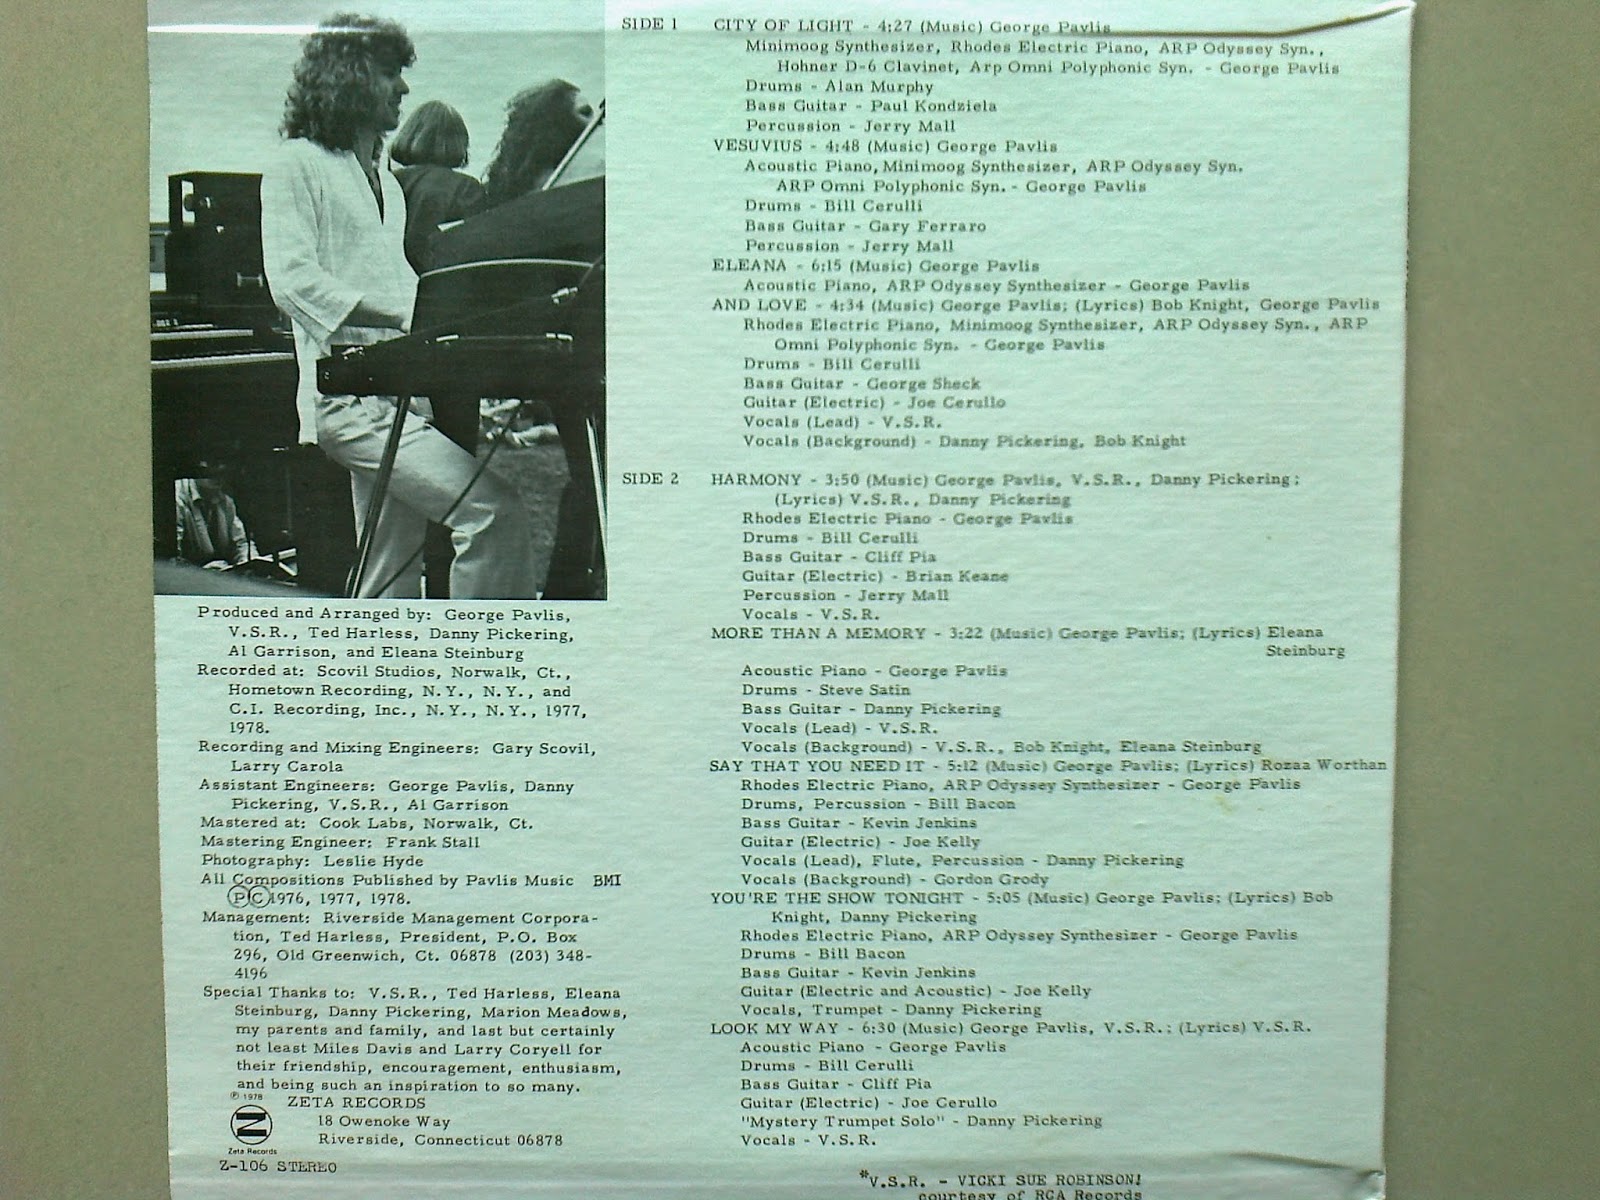 SIDE 1 CITY OF LIGHT - 4:27 (Music) George Pavlis
Minimoog Synthesizer, Rhodes Electric Piano, ARP Odyssey Syn.,
Hohner D-6 Clavinet, Arp Omni Polyphonic Syn. - George Pavlis
Drums - Alan Murphy
Bass Guitar - Paul Kondziela
Percussion - Jerry Mall
VESUVIUS - 4:48 (Music) George Pavlis
Acoustic Piano, Minimoog Synthesizer, ARP Odyssey Syn.
ARP Omni Polyphonic Syn. - George Pavlis
Drums - Bill Cerulli
Bass Guitar - Gary Ferraro
Percussion - Jerry Mall
ELEANA - 6:15 (Music) George Pavlis
Acoustic Piano, ARP Odyssey Synthesizer - George Pavlis
AND LOVE - 4:34 (Music) George Pavlis; (Lyrics) Bob Knight, George Pavlis
Rhodes Electric Piano, Minimoog Synthesizer, ARP Odyssey Syn., ARP
Omni Polyphonic Syn. - George Pavlis
Drums - Bill Cerulli
Bass Guitar - George Sheck
Guitar (Electric) - Joe Cerullo
Vocals (Lead) - V.S.R.
Vocals (Background) - Danny Pickering, Bob Knight
SIDE 2 HARMONY - 3:50 (Music) George Pavlis, V.S.R., Danny Pickering;
(Lyrics) V.S.R., Danny Pickering
Rhodes Electric Piano - George Pavlis
Drums - Bill Cerulli
Bass Guitar - Cliff Pia
Guitar (Electric) - Brian Keane
Percussion - Jerry Mall
Vocals - V.S.R.
MORE THAN A MEMORY - 3:22 (Music) George Pavlis; (Lyrics) Eleana
Steinburg
Acoustic Piano - George Pavlis
Drums - Steve Satin
Bass Guitar - Danny Pickering
Vocals (Lead) - V.S.R.
Vocals (Background) - V.S.R., Bob Knight, Eleana Steinburg
SAY THAT YOU NEED IT - 5:12 (Music) George Pavlis; (Lyrics) Rozaa Worthan
Rhodes Electric Piano, ARP Odyssey Synthesizer - George Pavlis
Drums, Percussion - Bill Bacon
Bass Guitar - Kevin Jenkins
Guitar (Electric) - Joe Kelly
Vocals (Lead), Flute, Percussion - Danny Pickering
Vocals (Background) - Gordon Grody
YOU'RE THE SHOW TONIGHT - 5:05 (Music) George Pavlis; (Lyrics) Bob
Knight, Danny Pickering
Rhodes Electric Piano, ARP Odyssey Synthesizer - George Pavlis
Drums - Bill Bacon
Bass Guitar - Kevin Jenkins
Guitar (Electric and Acoustic) - Joe Kelly
Vocals, Trumpet - Danny Pickering
LOOK MY WAY - 6:30 (Music) George Pavlis, V.S.R.; (Lyrics) V.S.R.
Acoustic Piano - George Pavlis
Drums - Bill Cerulli
Bass Guitar - Cliff Pia
Guitar (Electric) - Joe Cerullo
"Mystery Trumpet Solo" - Danny Pickering
Vocals - V.S.R.
Produced and Arranged by: George Pavlis,
V.S.R., Ted Harless, Danny Pickering,
Al Garrison, and Eleana Steinburg
Recorded at: Scovil Studios, Norwalk, Ct.,
Hometown Recording, N.Y., N.Y., and
C.I. Recording, Inc., N.Y., N.Y., 1977,
1978.
Recording and Mixing Engineers: Gary Scovil,
Larry Carola
Assistant Engineers: George Pavlis, Danny
Pickering, V.S.R., Al Garrison
Mastered at: Cook Labs, Norwalk, Ct.
Mastering Engineer: Frank Stall
Photography: Leslie Hyde
All Compositions Published by Pavlis Music BMI
ⓅⒸ1976, 1977, 1978.
Management: Riverside Management Corpora-
tion, Ted Harless, President, P.O. Box
296, Old Greenwich, Ct. 06878 (203) 348-
4196
Special Thanks to: V.S.R., Ted Harless, Eleana
Steinburg, Danny Pickering, Marion Meadows,
my parents and family, and last but certainly
not least Miles Davis and Larry Coryell for
their friendship, encouragement, enthusiasm,
and being such an inspiration to so many.
Ⓟ 1978
ZETA RECORDS
18 Owenoke Way
Riverside, Connecticut 06878
Zeta Records
Z-106 STEREO
*V.S.R. - VICKI SUE ROBINSON!
courtesy of RCA Records